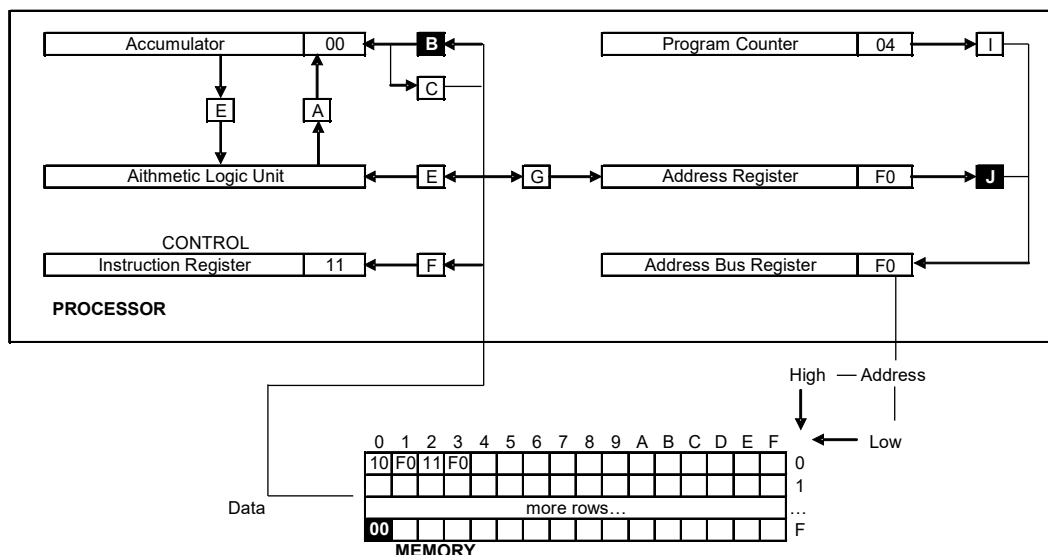 Accumulator 00 B Program Counter 04 I
C
E A
Aithmetic Logic Unit E G Address Register F0 J
CONTROL
Instruction Register 11 F Address Bus Register F0
PROCESSOR
High Address
0 1 2 3 4 5 6 7 8 9 A B C D E F Low
10 F0 11 F0 0
1
Data more rows… …
00 F
MEMORY